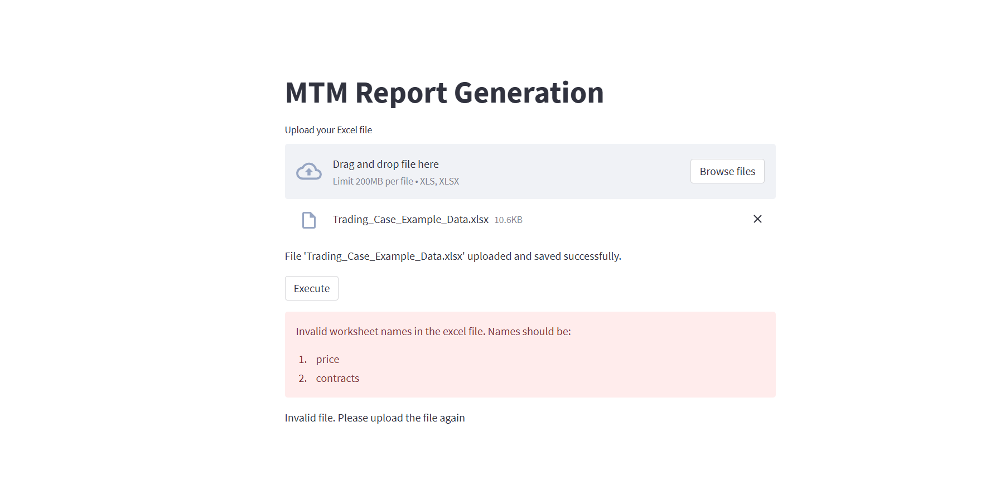 MTM Report Generation
Upload your Excel file
Drag and drop file here
Limit 200MB per file • XLS, XLSX
Browse files
Trading_Case_Example_Data.xlsx 10.6KB
File 'Trading_Case_Example_Data.xlsx' uploaded and saved successfully.
Execute
Invalid worksheet names in the excel file. Names should be:
1. price
2. contracts
Invalid file. Please upload the file again